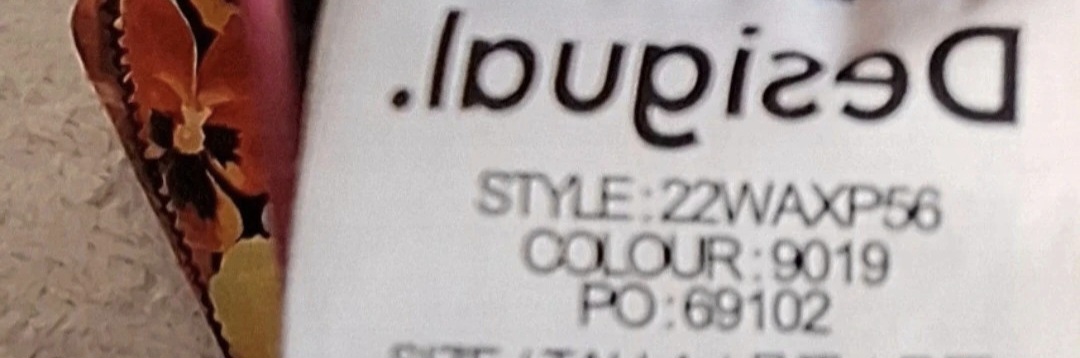 Desigual.
STYLE:22WAXP56
COLOUR:9019
PO:69102